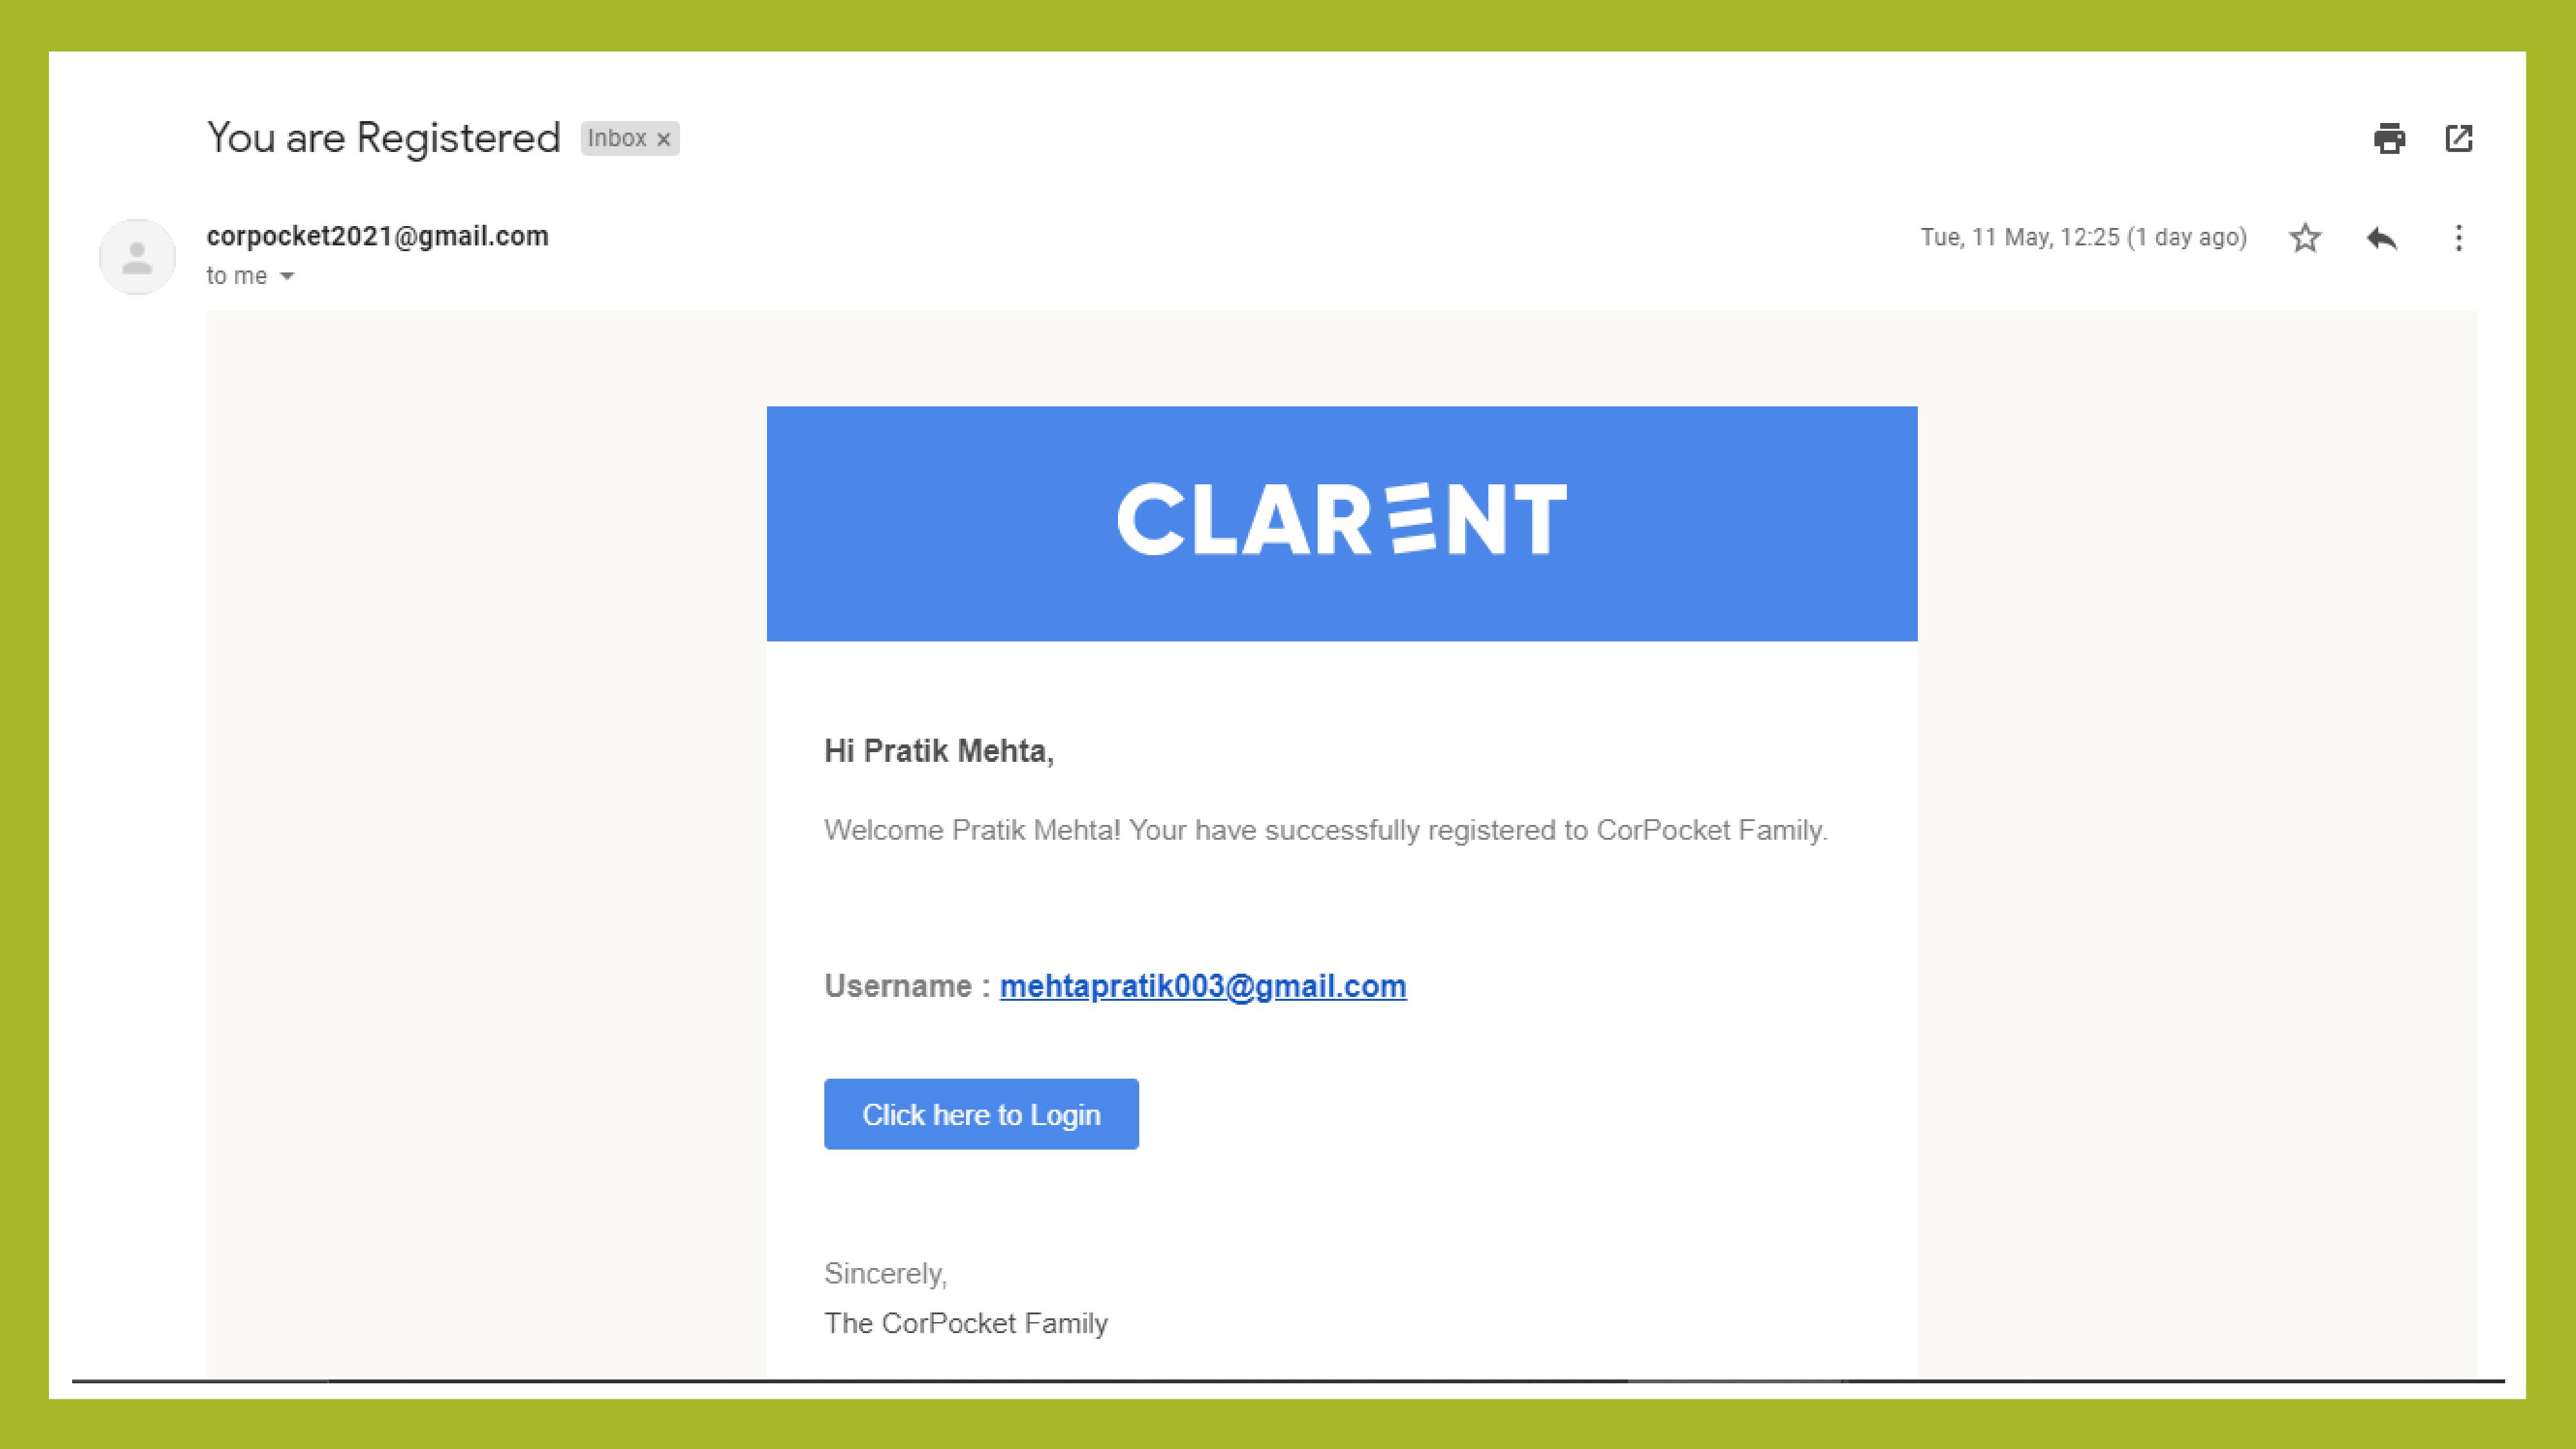 You are Registered Inbox ×
corpocket2021@gmail.com
Tue, 11 May, 12:25 (1 day ago)
to me
CLARENT
Hi Pratik Mehta,
Welcome Pratik Mehta! Your have successfully registered to CorPocket Family.
Username : mehtapratik003@gmail.com
Click here to Login
Sincerely,
The CorPocket Family